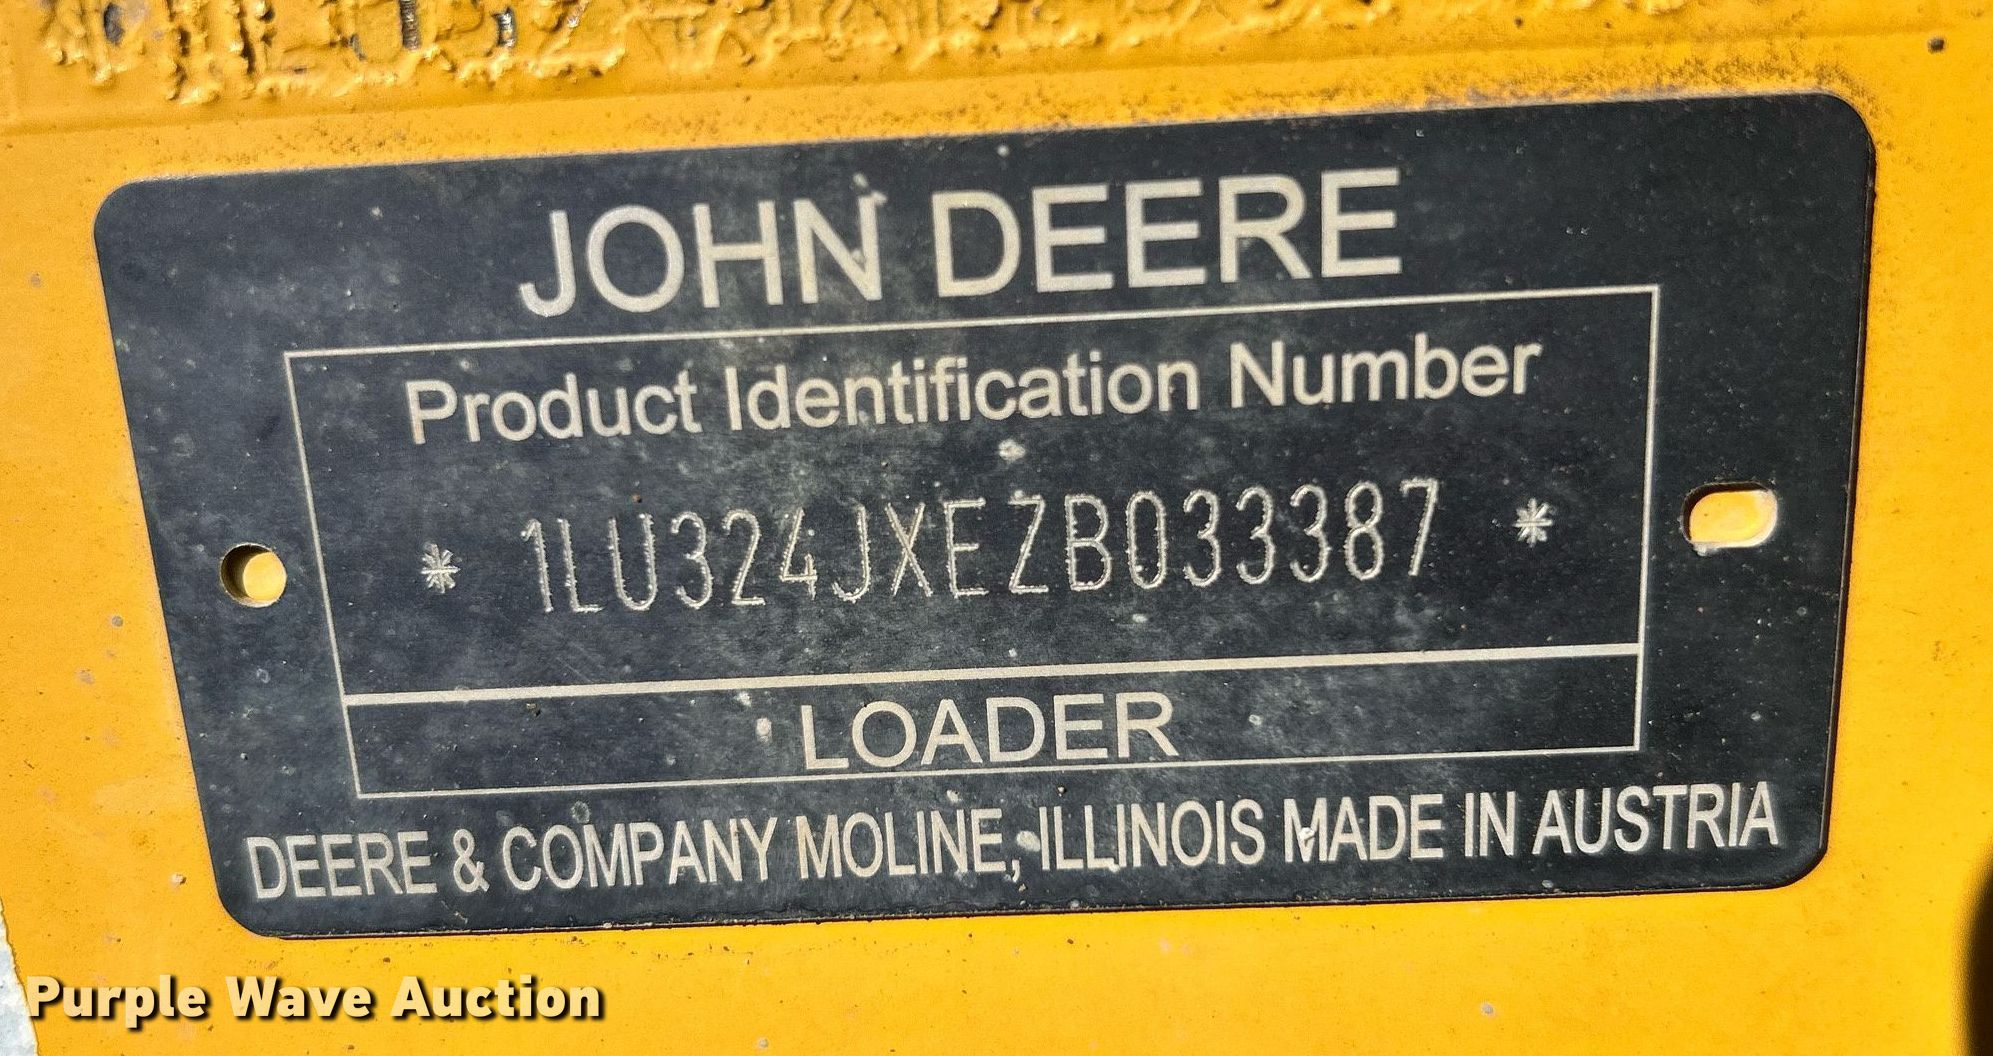 JOHN DEERE
Product Identification Number
* 1LU324JXEZB033387 *
LOADER
DEERE & COMPANY MOLINE, ILLINOIS MADE IN AUSTRIA
Purple Wave Auction